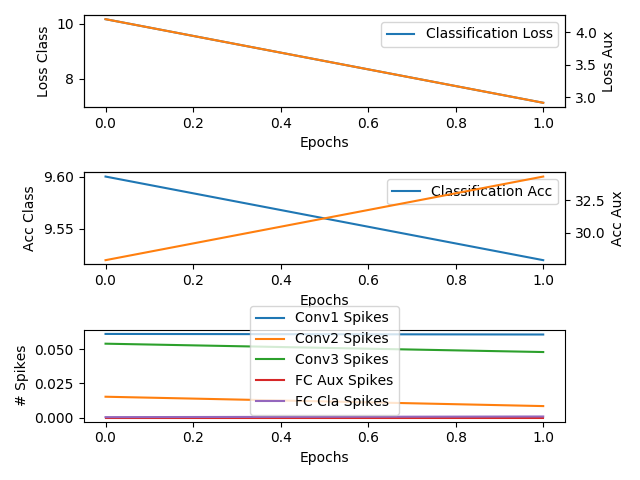 10
8
Loss Class
Classification Loss
4.0
3.5
3.0
Loss Aux
0.0 0.2 0.4 0.6 0.8 1.0
Epochs
9.60
9.55
Acc Class
Classification Acc
32.5
30.0
Acc Aux
0.0 0.2 0.4 0.6 0.8 1.0
Epochs
0.050
0.025
0.000
# Spikes
Conv1 Spikes
Conv2 Spikes
Conv3 Spikes
FC Aux Spikes
FC Cla Spikes
0.0 0.2 0.4 0.6 0.8 1.0
Epochs